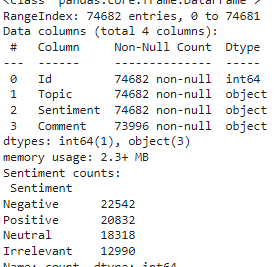 <class 'pandas.core.frame.DataFrame'>
RangeIndex: 74682 entries, 0 to 74681
Data columns (total 4 columns):
 #   Column     Non-Null Count  Dtype
---  ------     --------------  -----
 0   Id         74682 non-null  int64
 1   Topic      74682 non-null  object
 2   Sentiment  74682 non-null  object
 3   Comment    73996 non-null  object
dtypes: int64(1), object(3)
memory usage: 2.3+ MB
Sentiment counts:
 Sentiment
Negative      22542
Positive      20832
Neutral       18318
Irrelevant    12990
Name: count, dtype: int64